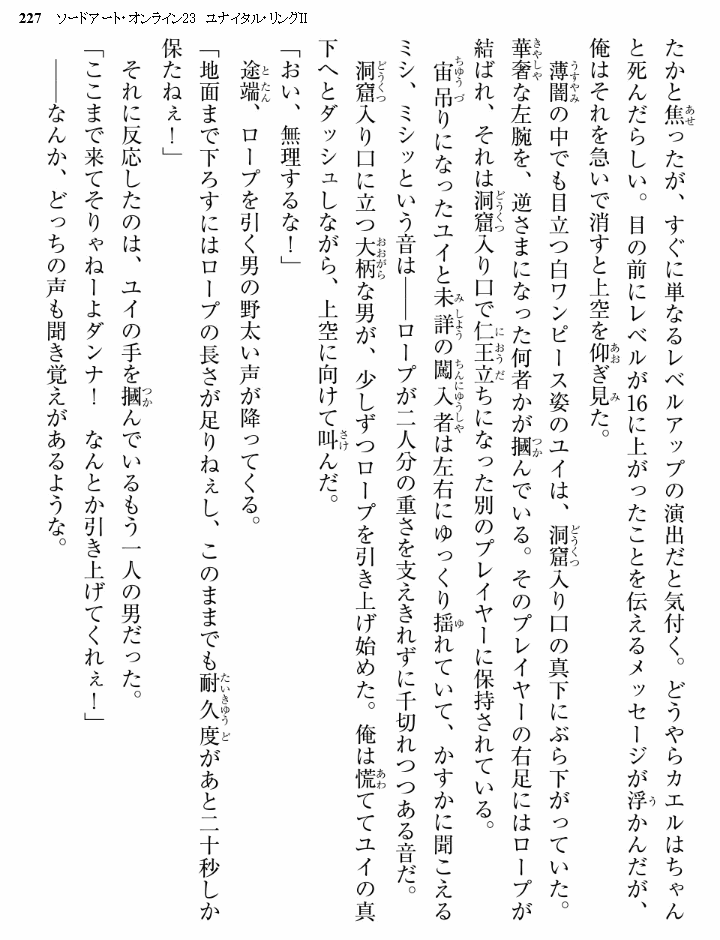 227 ソードアート・オンライン23 ユナイタル・リングⅡ
たかと焦ったが、すぐに単なるレベルアップの演出だと気付く。どうやらカエルはちゃん
と死んだらしい。目の前にレベルが16に上がったことを伝えるメッセージが浮かんだが、
俺はそれを急いで消すと上空を仰ぎ見た。
薄闇の中でも目立つ白ワンピース姿のユイは、洞窟入り口の真下にぶら下がっていた。
華奢な左腕を、逆さまになった何者かが摑んでいる。そのプレイヤーの右足にはロープが
結ばれ、それは洞窟入り口で仁王立ちになった別のプレイヤーに保持されている。
宙吊りになったユイと未詳の闖入者は左右にゆっくり揺れていて、かすかに聞こえる
ミシ、ミシッという音は――ロープが二人分の重さを支えきれずに千切れつつある音だ。
洞窟入り口に立つ大柄な男が、少しずつロープを引き上げ始めた。俺は慌ててユイの真
下へとダッシュしながら、上空に向けて叫んだ。
「おい、無理するな！」
途端、ロープを引く男の野太い声が降ってくる。
「地面まで下ろすにはロープの長さが足りねぇし、このままでも耐久度があと二十秒しか
保たねぇ！」
それに反応したのは、ユイの手を摑んでいるもう一人の男だった。
「ここまで来てそりゃねーよダンナ！　なんとか引き上げてくれぇ！」
――なんか、どっちの声も聞き覚えがあるような。